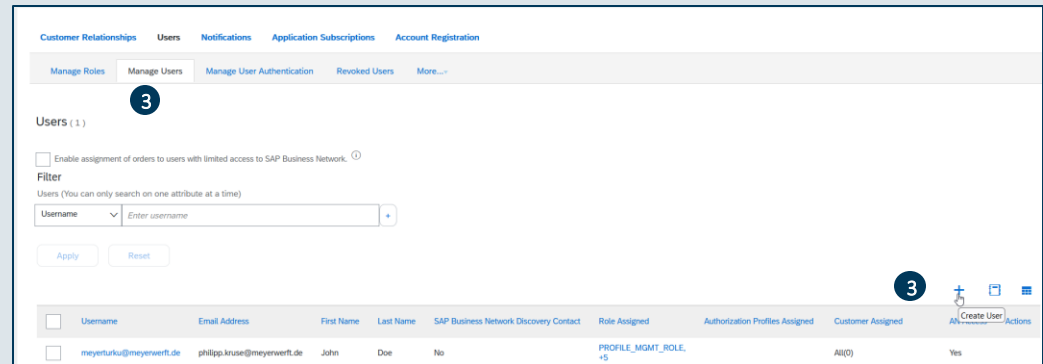 Customer Relationships Users Notifications Application Subscriptions Account Registration
Manage Roles Manage Users Manage User Authentication Revoked Users More...
3
Users (1)
Enable assignment of orders to users with limited access to SAP Business Network.
Filter
Users (You can only search on one attribute at a time)
Username Enter username +
Apply Reset
3
Create User
Username Email Address First Name Last Name SAP Business Network Discovery Contact Role Assigned Authorization Profiles Assigned Customer Assigned Actions
meyerturku@meyerwerft.de philipp.kruse@meyerwerft.de John Doe No PROFILE_MGMT_ROLE, All(0) Yes
+5